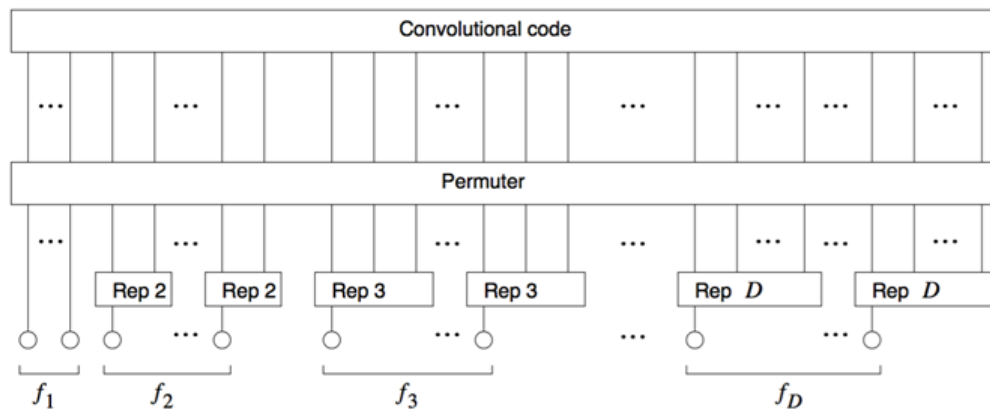 Convolutional code
... ... ... ... ... ... ...
Permuter
... ... ... ... ... ... ...
Rep 2 Rep 2 Rep 3 Rep 3 Rep D Rep D
... ... ... ...
f1 f2 f3 fD